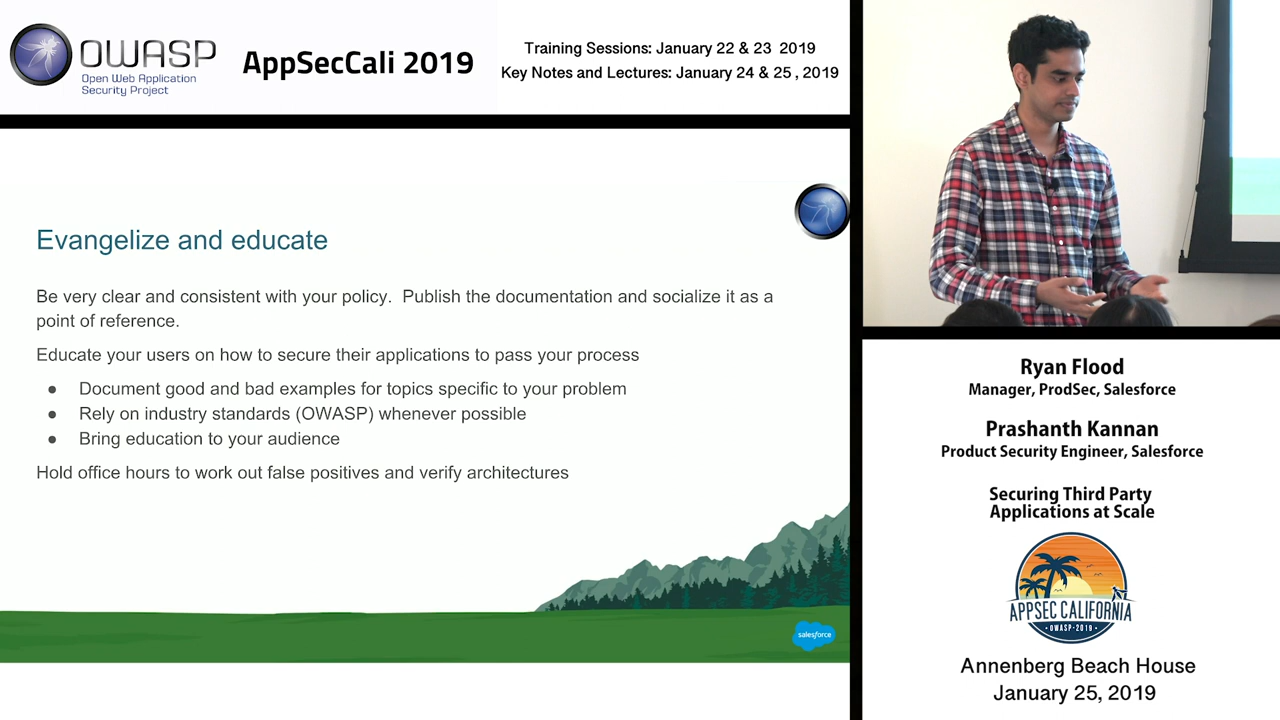 OWASP
Open Web Application
Security Project
AppSecCali 2019
Training Sessions: January 22 & 23 2019
Key Notes and Lectures: January 24 & 25 , 2019
Evangelize and educate
Be very clear and consistent with your policy. Publish the documentation and socialize it as a
point of reference.
Educate your users on how to secure their applications to pass your process
● Document good and bad examples for topics specific to your problem
● Rely on industry standards (OWASP) whenever possible
● Bring education to your audience
Hold office hours to work out false positives and verify architectures
salesforce
Ryan Flood
Manager, ProdSec, Salesforce
Prashanth Kannan
Product Security Engineer, Salesforce
Securing Third Party
Applications at Scale
APPSEC CALIFORNIA
• OWASP-2019 •
Annenberg Beach House
January 25, 2019